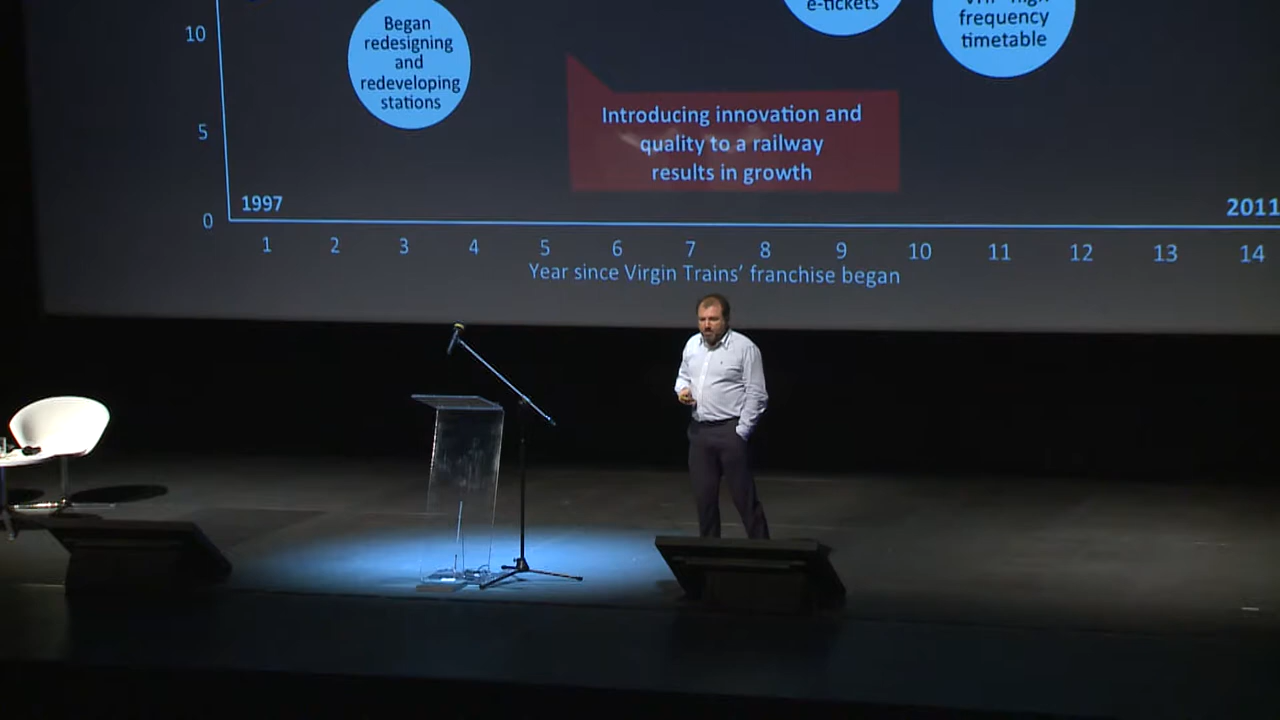 e-tickets
10
Began
redesigning
and
redeveloping
stations
frequency
timetable
Introducing innovation and
quality to a railway
results in growth
5
1997
2011
0
1 2 3 4 5 6 7 8 9 10 11 12 13 14
Year since Virgin Trains’ franchise began